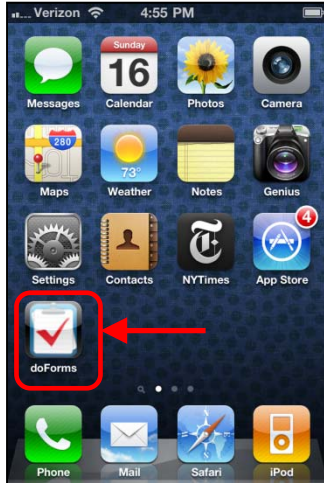 Verizon 4:55 PM
Sunday
16
Messages Calendar Photos Camera
280
73°
Maps Weather Notes Genius
T
4
Settings Contacts NYTimes App Store
doForms
Phone Mail Safari iPod